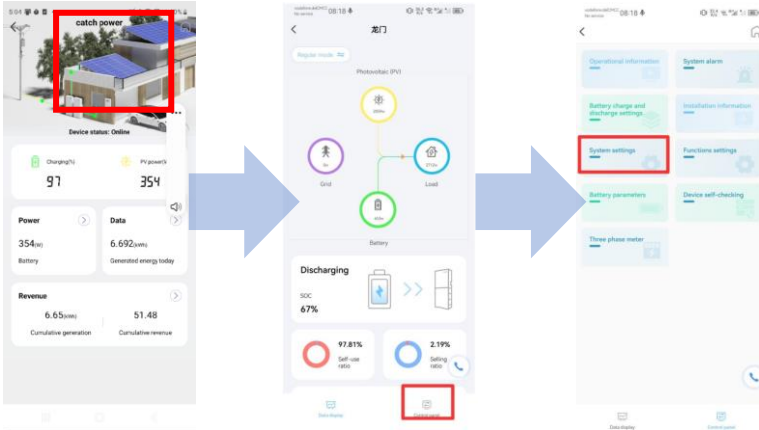 5:04
catch power
Device status: Online
Charging(%)
PV power(
97
354
Power
Data
354(W)
6.692(kWh)
Battery
Generated energy today
Revenue
6.65(kWh)
51.48
Cumulative generation
Cumulative revenue
08:18
龙门
Regular mode
Photovoltaic (PV)
Grid
Load
Battery
Discharging
SOC
67%
97.81%
Self-use
ratio
2.19%
Selling
ratio
Data display
Control panel
08:18
Operational information
System alarm
Battery charge and
discharge settings
Installation information
System settings
Functions settings
Battery parameters
Device self-checking
Three phase meter
Data display
Control panel